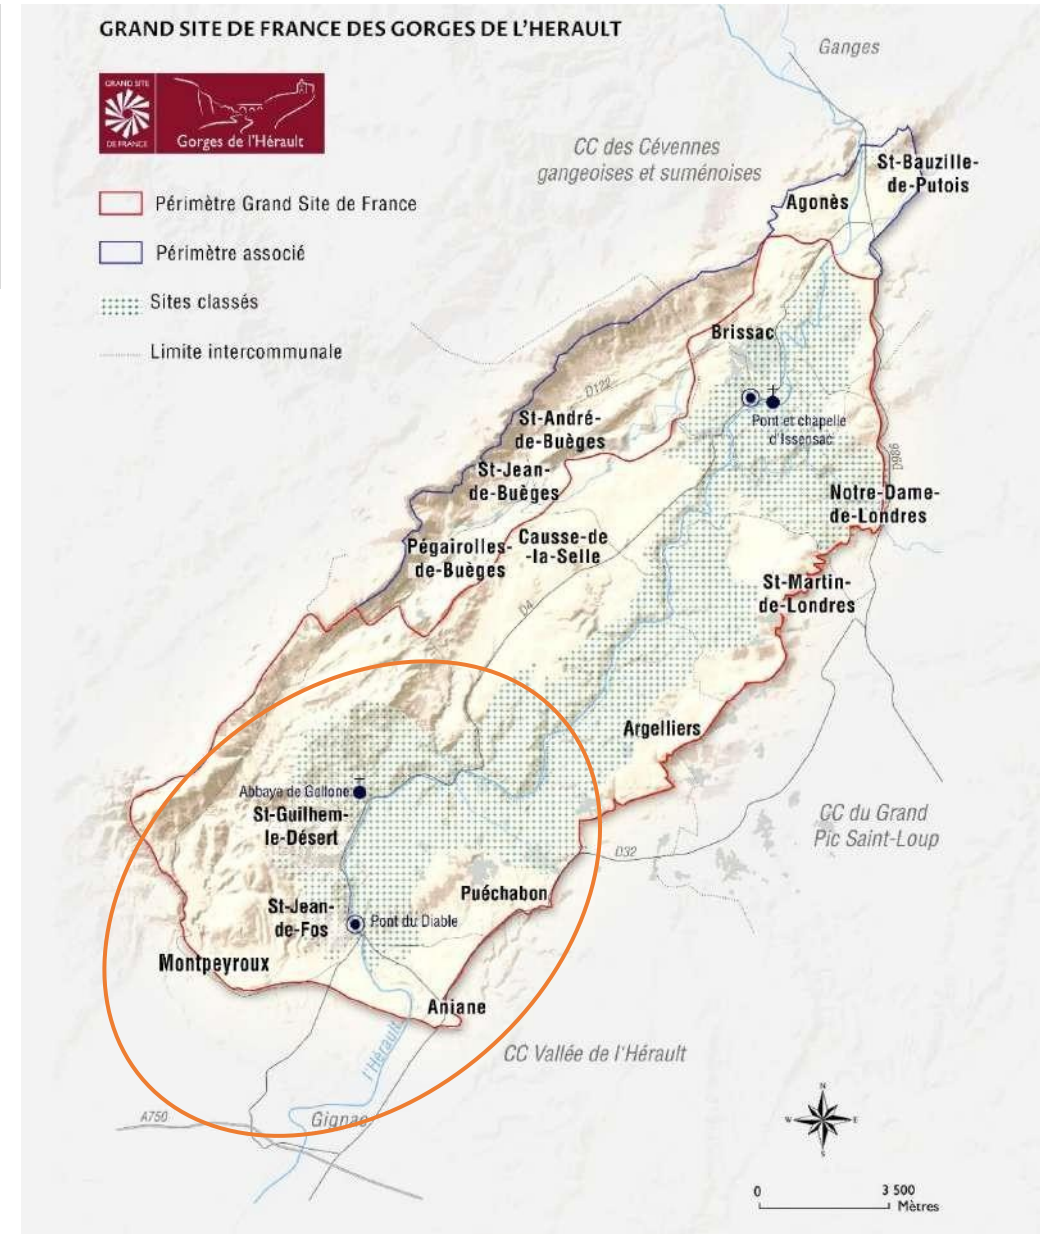 GRAND SITE DE FRANCE DES GORGES DE L'HERAULT
GRAND SITE
DE FRANCE
Gorges de l'Hérault
Périmètre Grand Site de France
Périmètre associé
Sites classés
Limite intercommunale
Ganges
CC des Cévennes
gangeoises et suménoises
St-Bauzille-
de-Putois
Agonès
Brissac
D122
Pont et chapelle
d'Issensac
St-André-
de-Buèges
D986
St-Jean-
de-Buèges
Notre-Dame-
de-Londres
Pégairolles-
de-Buèges
Causse-de
-la-Selle
St-Martin-
de-Londres
D4
Argelliers
Abbaye de Gellone
St-Guilhem-
le-Désert
CC du Grand
Pic Saint-Loup
D32
Puéchabon
St-Jean-
de-Fos
Pont du Diable
Montpeyroux
Aniane
l'Hérault
CC Vallée de l'Hérault
A750
Gignac
N
W
E
S
0
3 500
Mètres